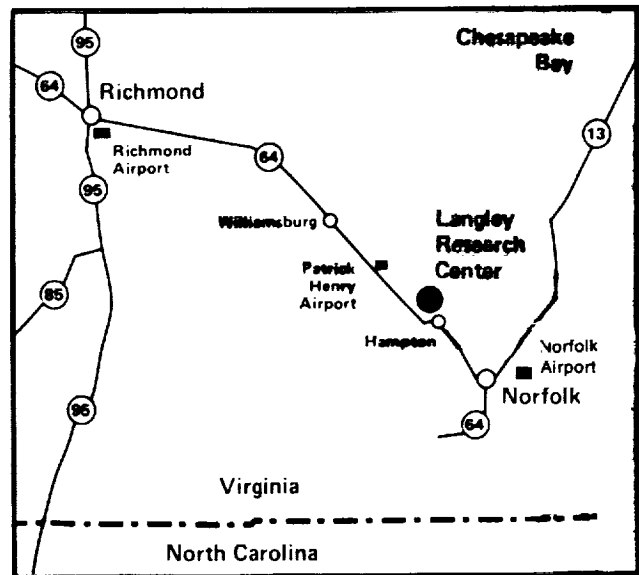 95
Chesapeake
Bay
64
Richmond
Richmond
Airport
13
64
95
Williamsburg
Langley
Research
Center
Patrick
Henry
Airport
85
Hampton
Norfolk
Airport
Norfolk
95
64
Virginia
North Carolina